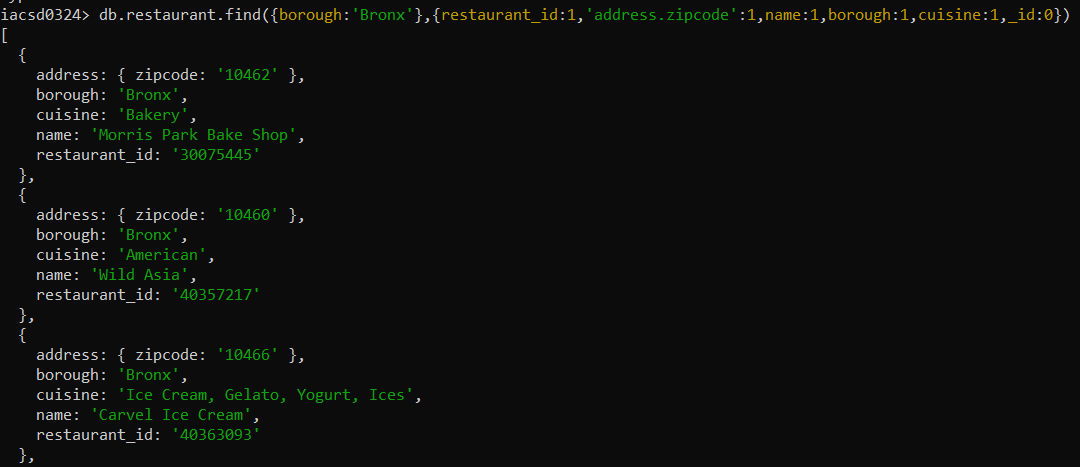 iacsd0324> db.restaurant.find({borough:'Bronx'},{restaurant_id:1,'address.zipcode':1,name:1,borough:1,cuisine:1,_id:0})
[
  {
    address: { zipcode: '10462' },
    borough: 'Bronx',
    cuisine: 'Bakery',
    name: 'Morris Park Bake Shop',
    restaurant_id: '30075445'
  },
  {
    address: { zipcode: '10460' },
    borough: 'Bronx',
    cuisine: 'American',
    name: 'Wild Asia',
    restaurant_id: '40357217'
  },
  {
    address: { zipcode: '10466' },
    borough: 'Bronx',
    cuisine: 'Ice Cream, Gelato, Yogurt, Ices',
    name: 'Carvel Ice Cream',
    restaurant_id: '40363093'
  },